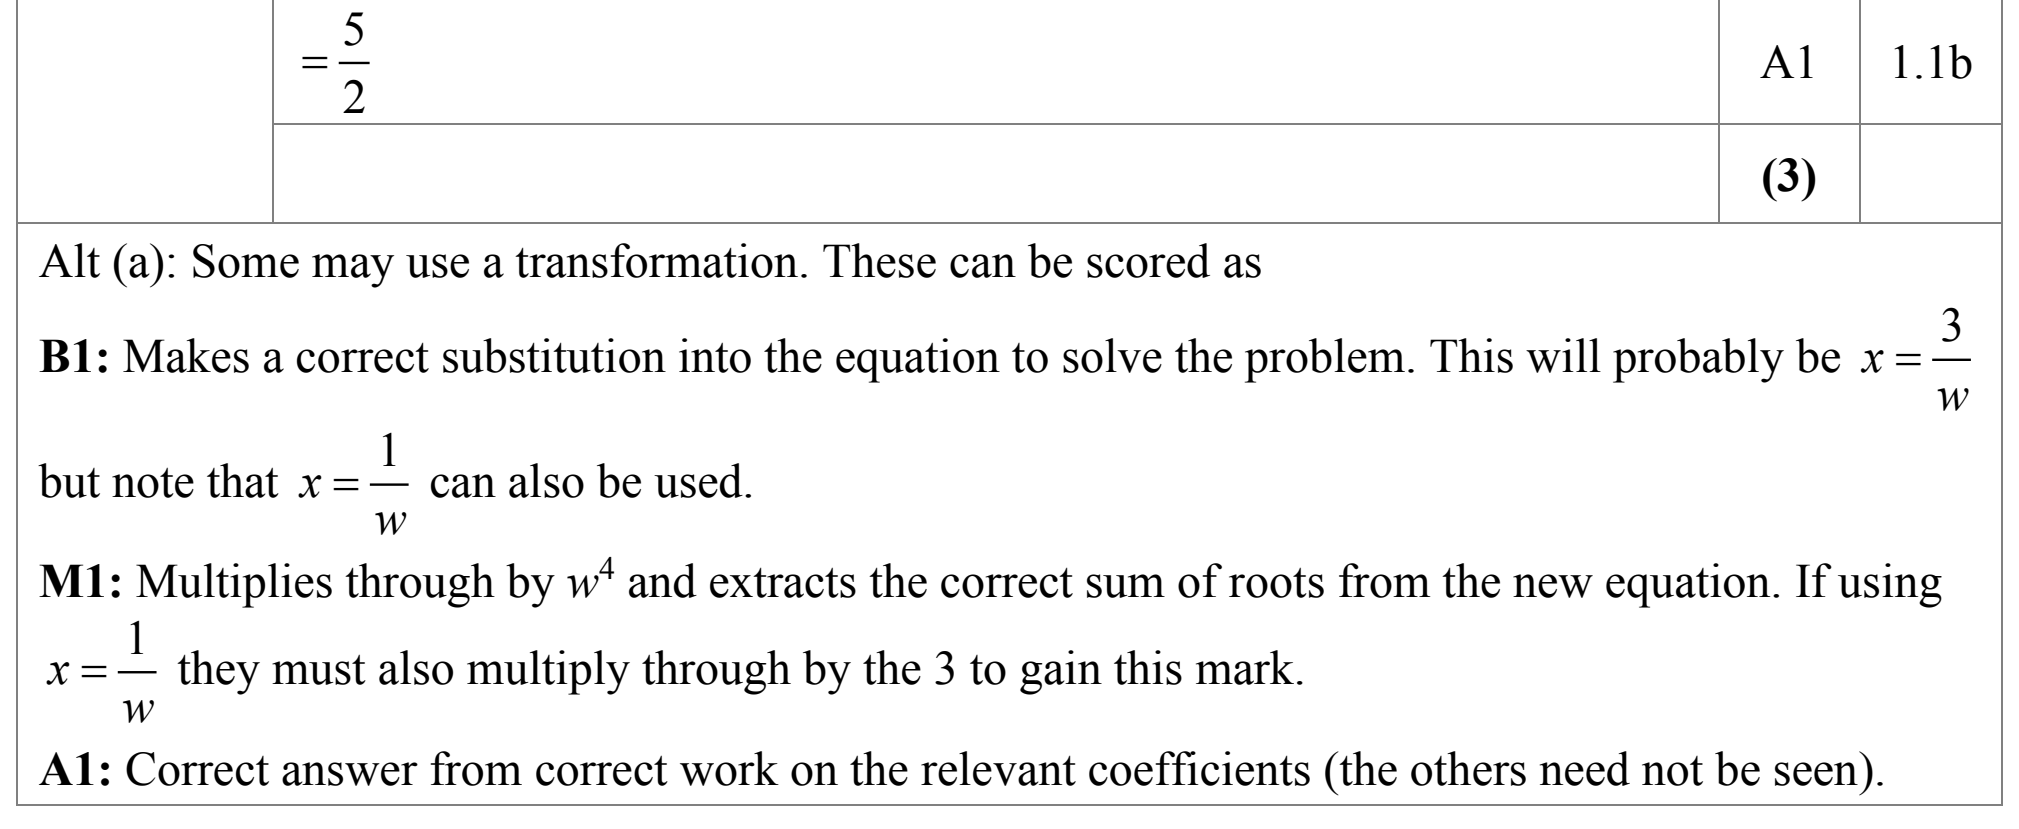 = 5/2 A1 1.1b
(3)
Alt (a): Some may use a transformation. These can be scored as
B1: Makes a correct substitution into the equation to solve the problem. This will probably be x = 3/w
but note that x = 1/w can also be used.
M1: Multiplies through by w⁴ and extracts the correct sum of roots from the new equation. If using
x = 1/w they must also multiply through by the 3 to gain this mark.
A1: Correct answer from correct work on the relevant coefficients (the others need not be seen).